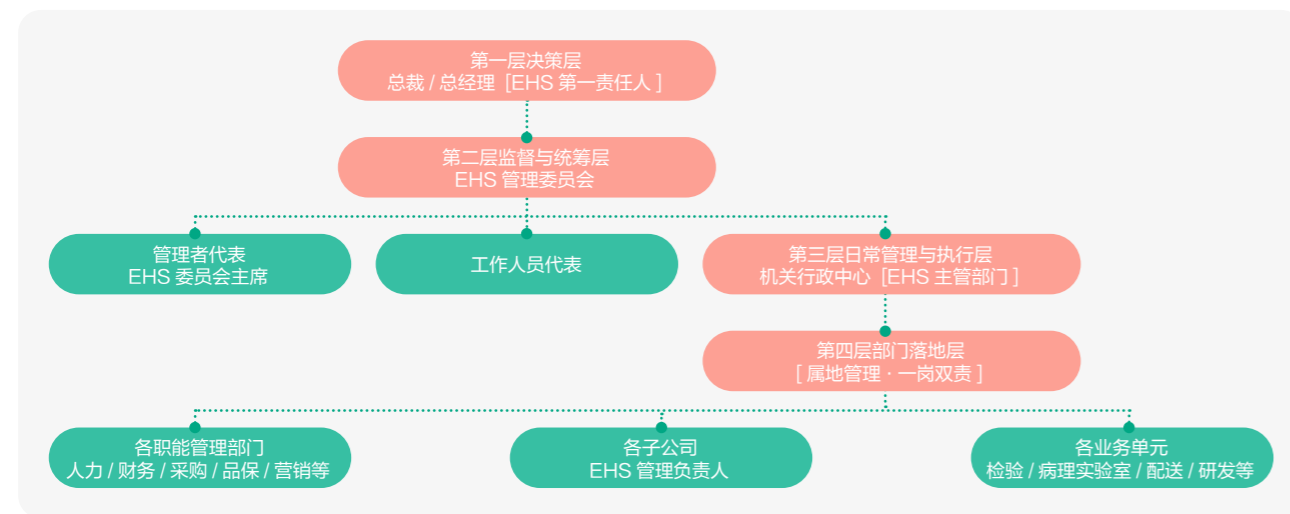 第一层决策层
总裁 / 总经理 [EHS 第一责任人 ]
第二层监督与统筹层
EHS 管理委员会
管理者代表
EHS 委员会主席
工作人员代表
第三层日常管理与执行层
机关行政中心 [EHS 主管部门 ]
第四层部门落地层
[ 属地管理 · 一岗双责 ]
各职能管理部门
人力 / 财务 / 采购 / 品保 / 营销等
各子公司
EHS 管理负责人
各业务单元
检验 / 病理实验室 / 配送 / 研发等